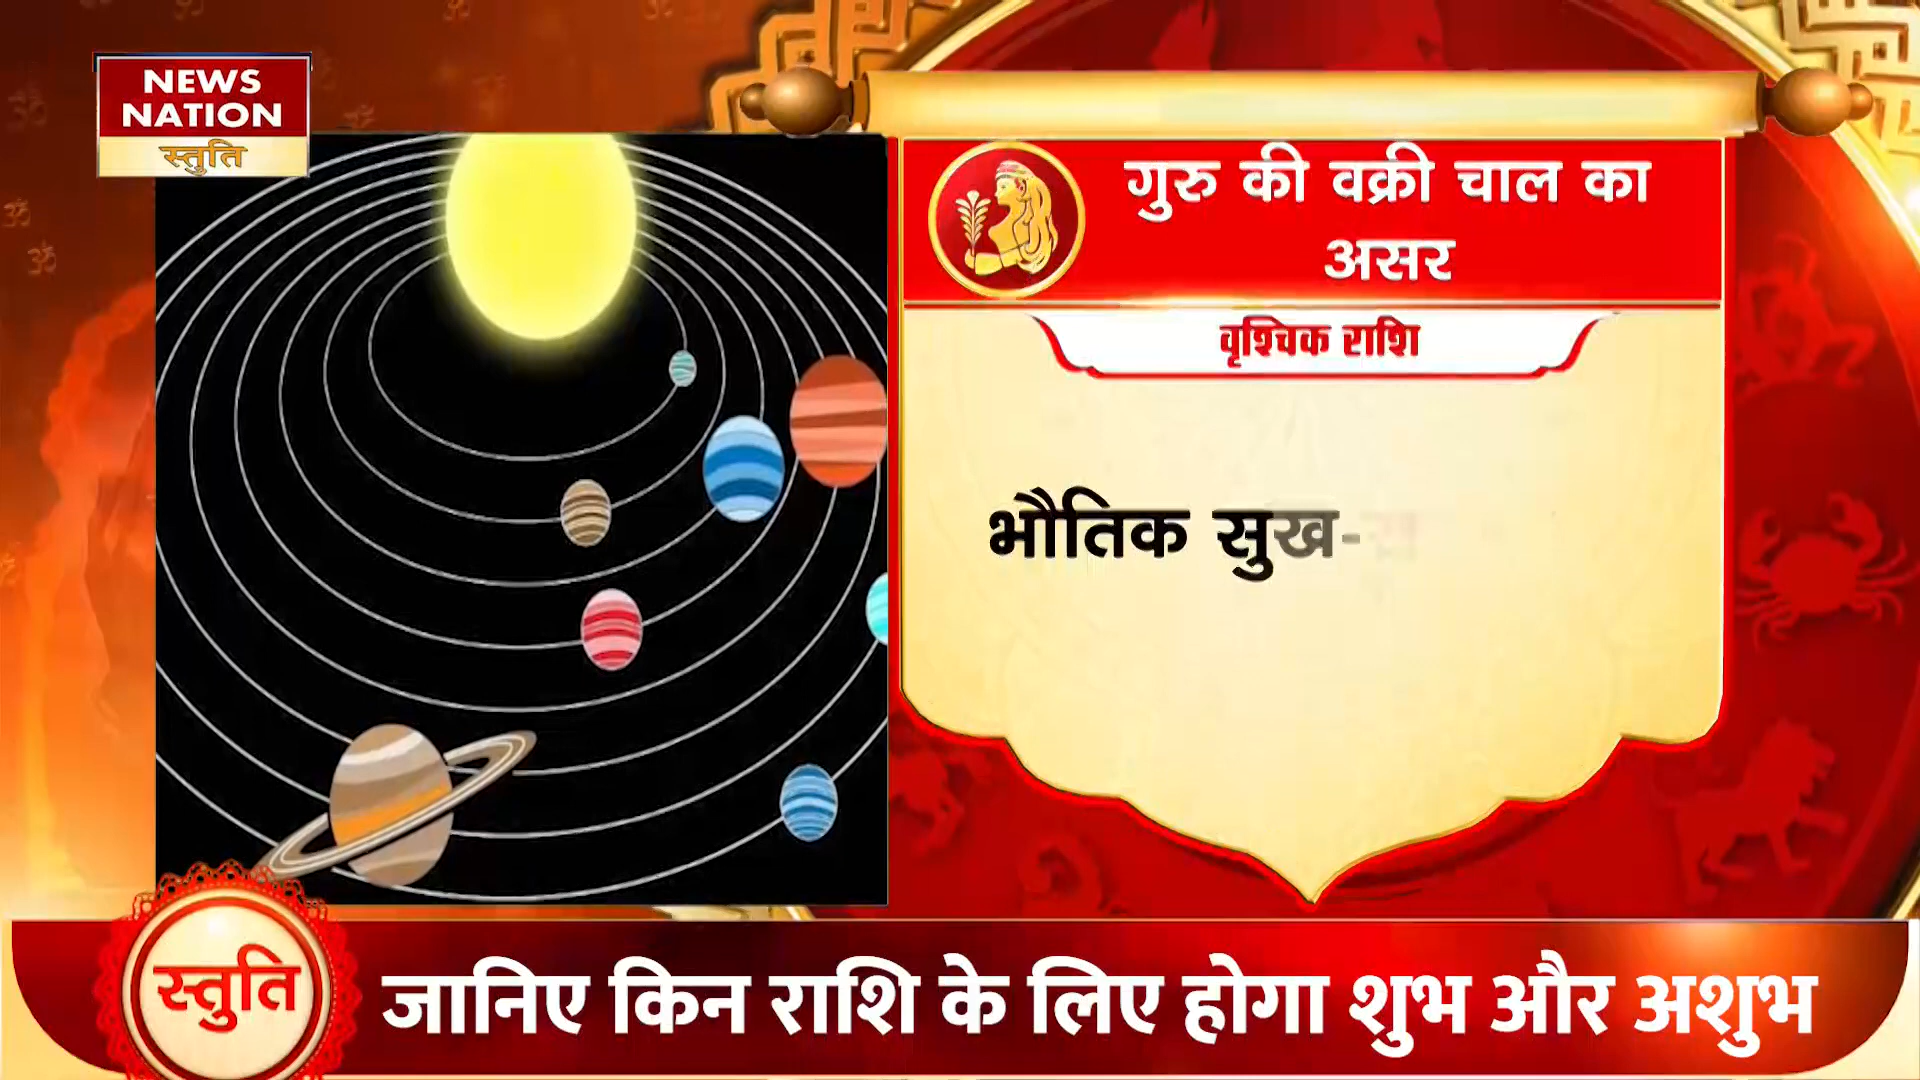 NEWS
NATION
स्तुति
गुरु की वक्री चाल का
असर
वृश्चिक राशि
भौतिक सुख-
स्तुति
जानिए किन राशि के लिए होगा शुभ और अशुभ